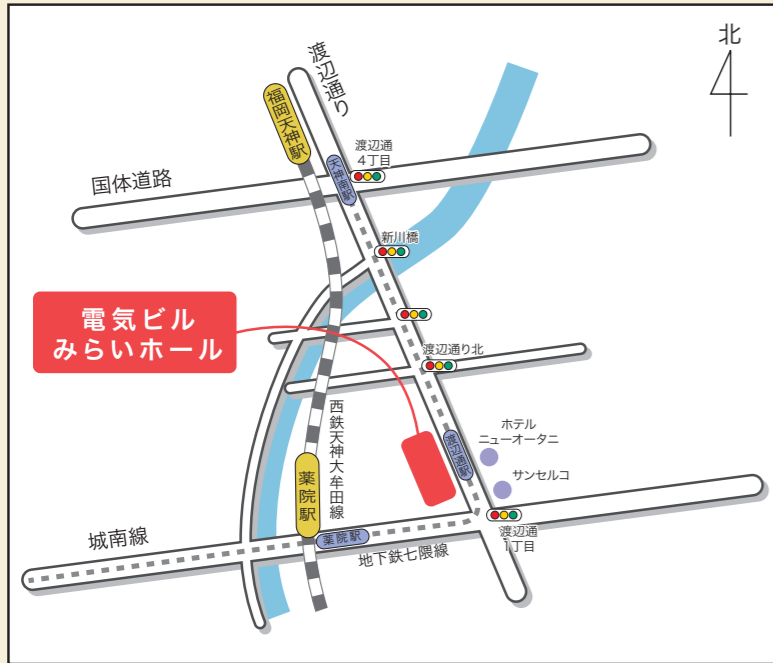 北
渡辺通り
福岡天神駅
渡辺通
4丁目
天神南駅
国体道路
新川橋
電気ビル
みらいホール
渡辺通り北
西鉄天神大牟田線
ホテル
ニューオータニ
渡辺通駅
サンセルコ
薬院駅
城南線
薬院駅
地下鉄七隈線
渡辺通
1丁目